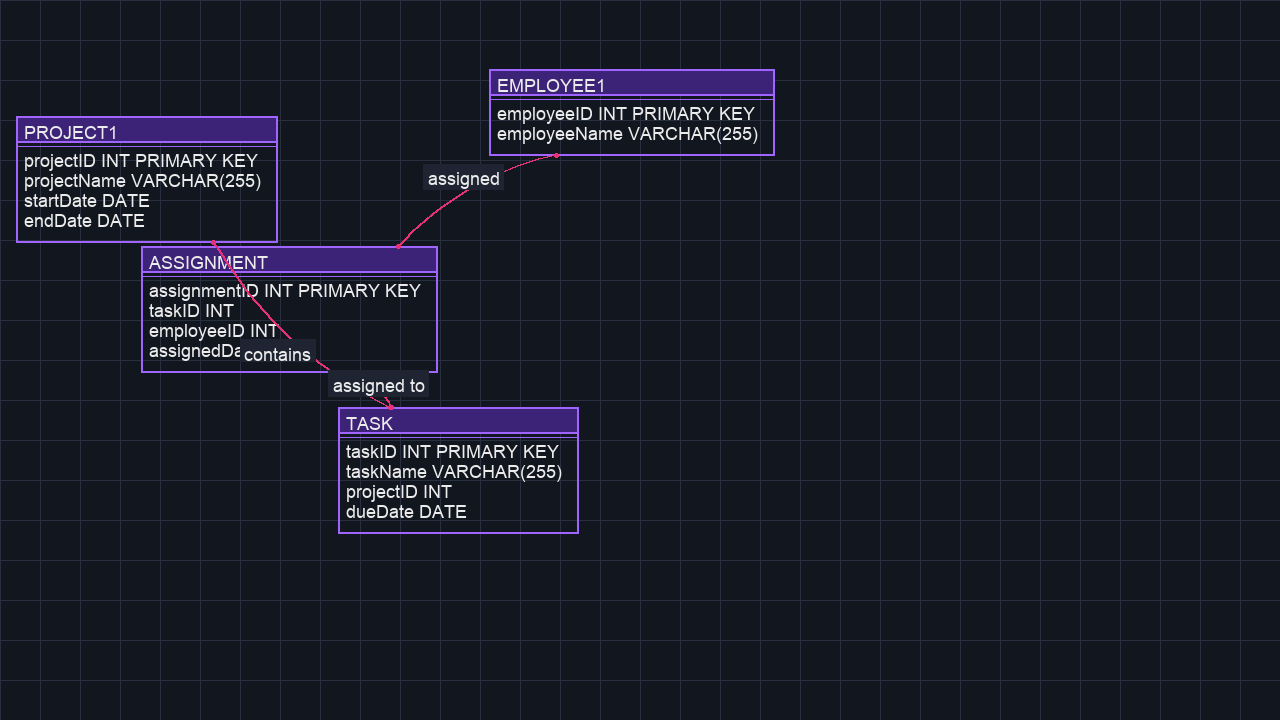 EMPLOYEE1
employeeID INT PRIMARY KEY
employeeName VARCHAR(255)
PROJECT1
projectID INT PRIMARY KEY
projectName VARCHAR(255)
startDate DATE
endDate DATE
assigned
ASSIGNMENT
assignmentID INT PRIMARY KEY
taskID INT
employeeID INT
contains
assigned to
TASK
taskID INT PRIMARY KEY
taskName VARCHAR(255)
projectID INT
dueDate DATE